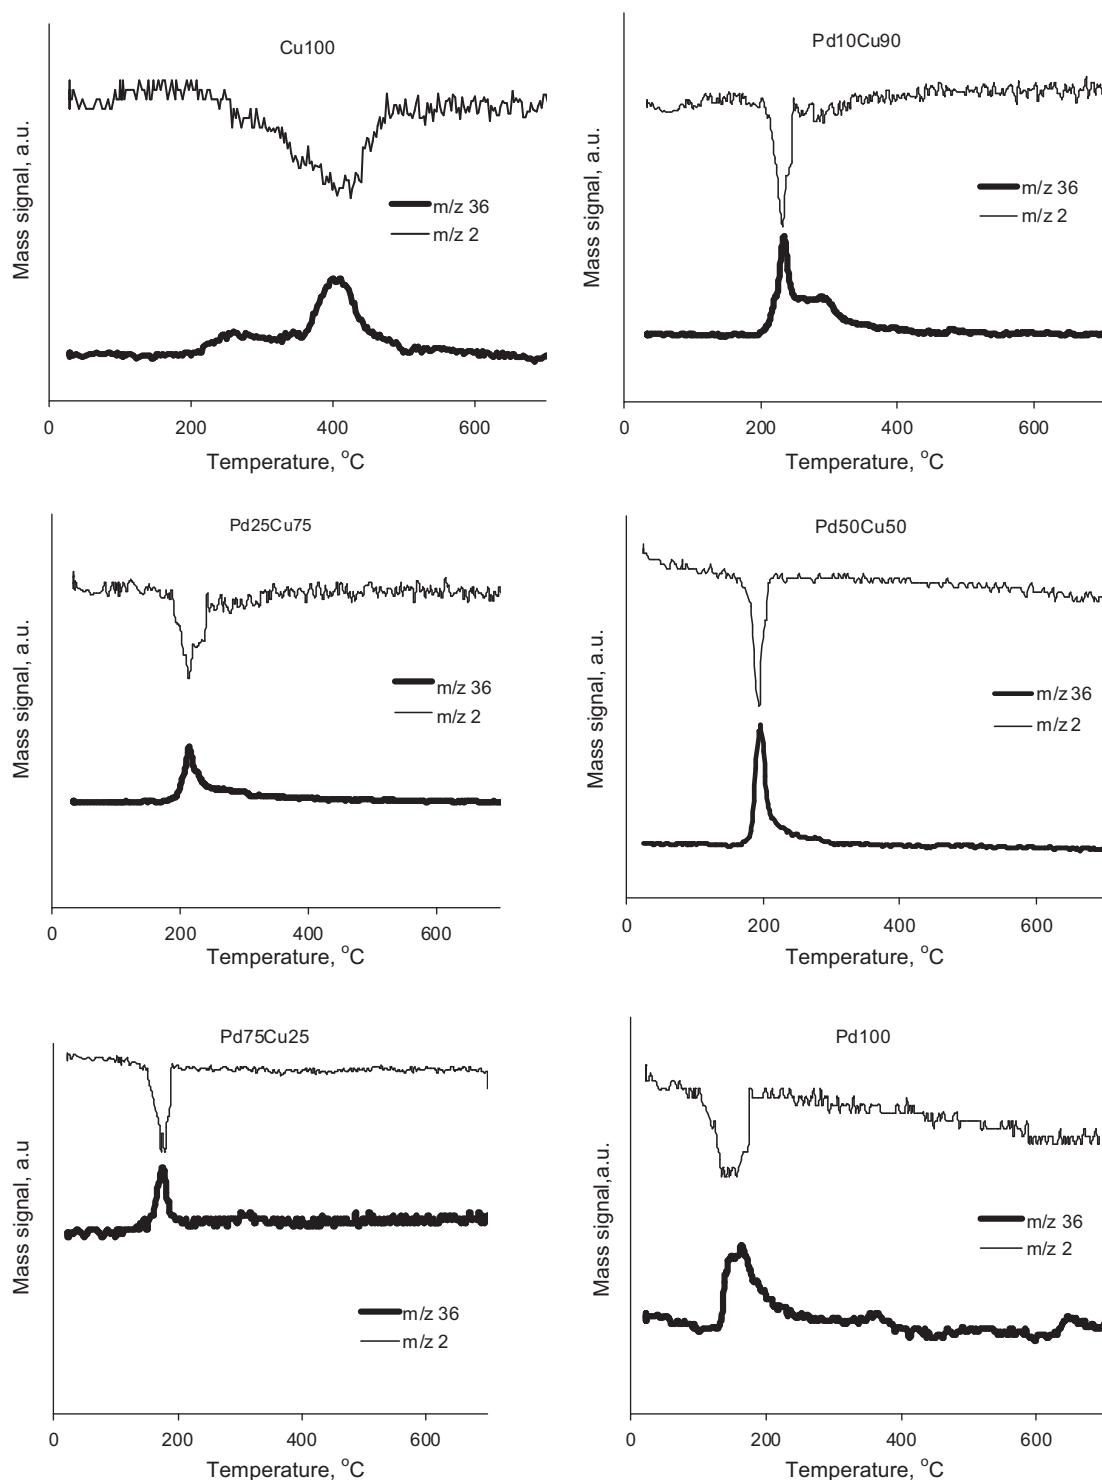 Cu100
Mass signal, a.u.
m/z 36
m/z 2
0 200 400 600
Temperature, °C
Pd10Cu90
Mass signal, a.u.
m/z 36
m/z 2
0 200 400 600
Temperature, °C
Pd25Cu75
Mass signal, a.u.
m/z 36
m/z 2
0 200 400 600
Temperature, °C
Pd50Cu50
Mass signal, a.u.
m/z 36
m/z 2
0 200 400 600
Temperature, °C
Pd75Cu25
Mass signal, a.u
m/z 36
m/z 2
0 200 400 600
Temperature, °C
Pd100
Mass signal,a.u.
m/z 36
m/z 2
0 200 400 600
Temperature, °C